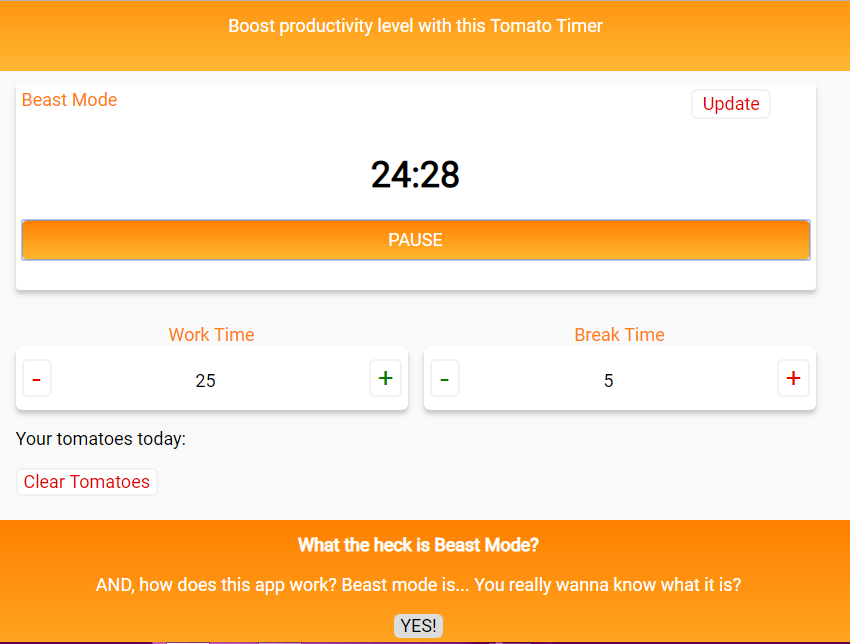 Boost productivity level with this Tomato Timer
Beast Mode
Update
24:28
PAUSE
Work Time
Break Time
- 25 +
- 5 +
Your tomatoes today:
Clear Tomatoes
What the heck is Beast Mode?
AND, how does this app work? Beast mode is... You really wanna know what it is?
YES!